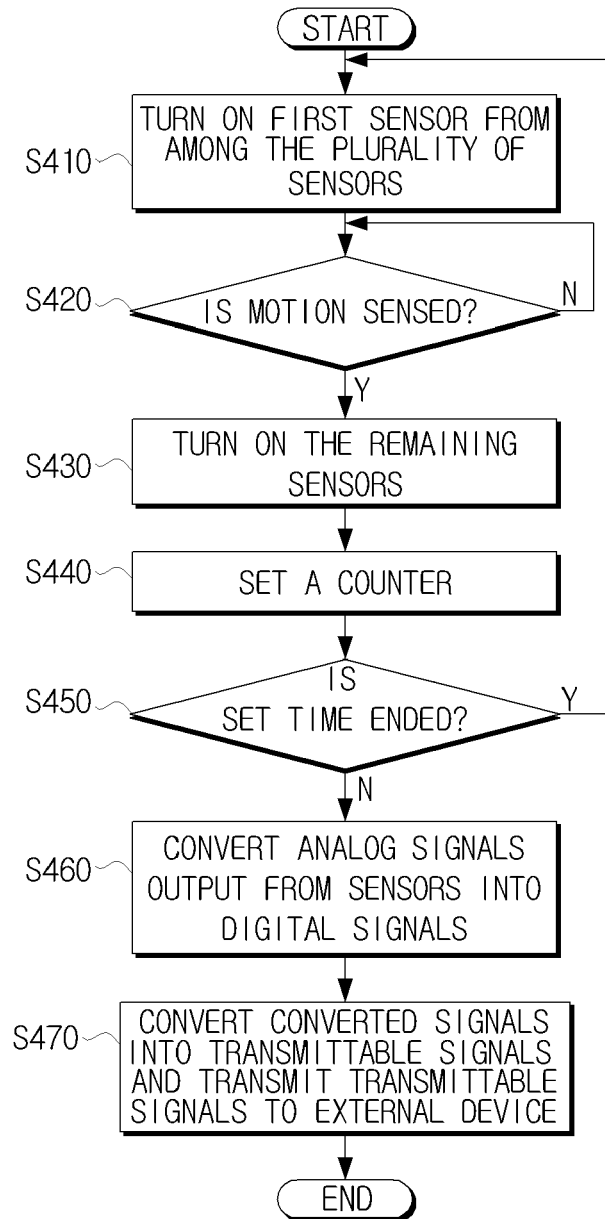 START
S410
TURN ON FIRST SENSOR FROM
AMONG THE PLURALITY OF
SENSORS
S420
IS MOTION SENSED?
N
Y
S430
TURN ON THE REMAINING
SENSORS
S440
SET A COUNTER
S450
IS
SET TIME ENDED?
Y
N
S460
CONVERT ANALOG SIGNALS
OUTPUT FROM SENSORS INTO
DIGITAL SIGNALS
S470
CONVERT CONVERTED SIGNALS
INTO TRANSMITTABLE SIGNALS
AND TRANSMIT TRANSMITTABLE
SIGNALS TO EXTERNAL DEVICE
END